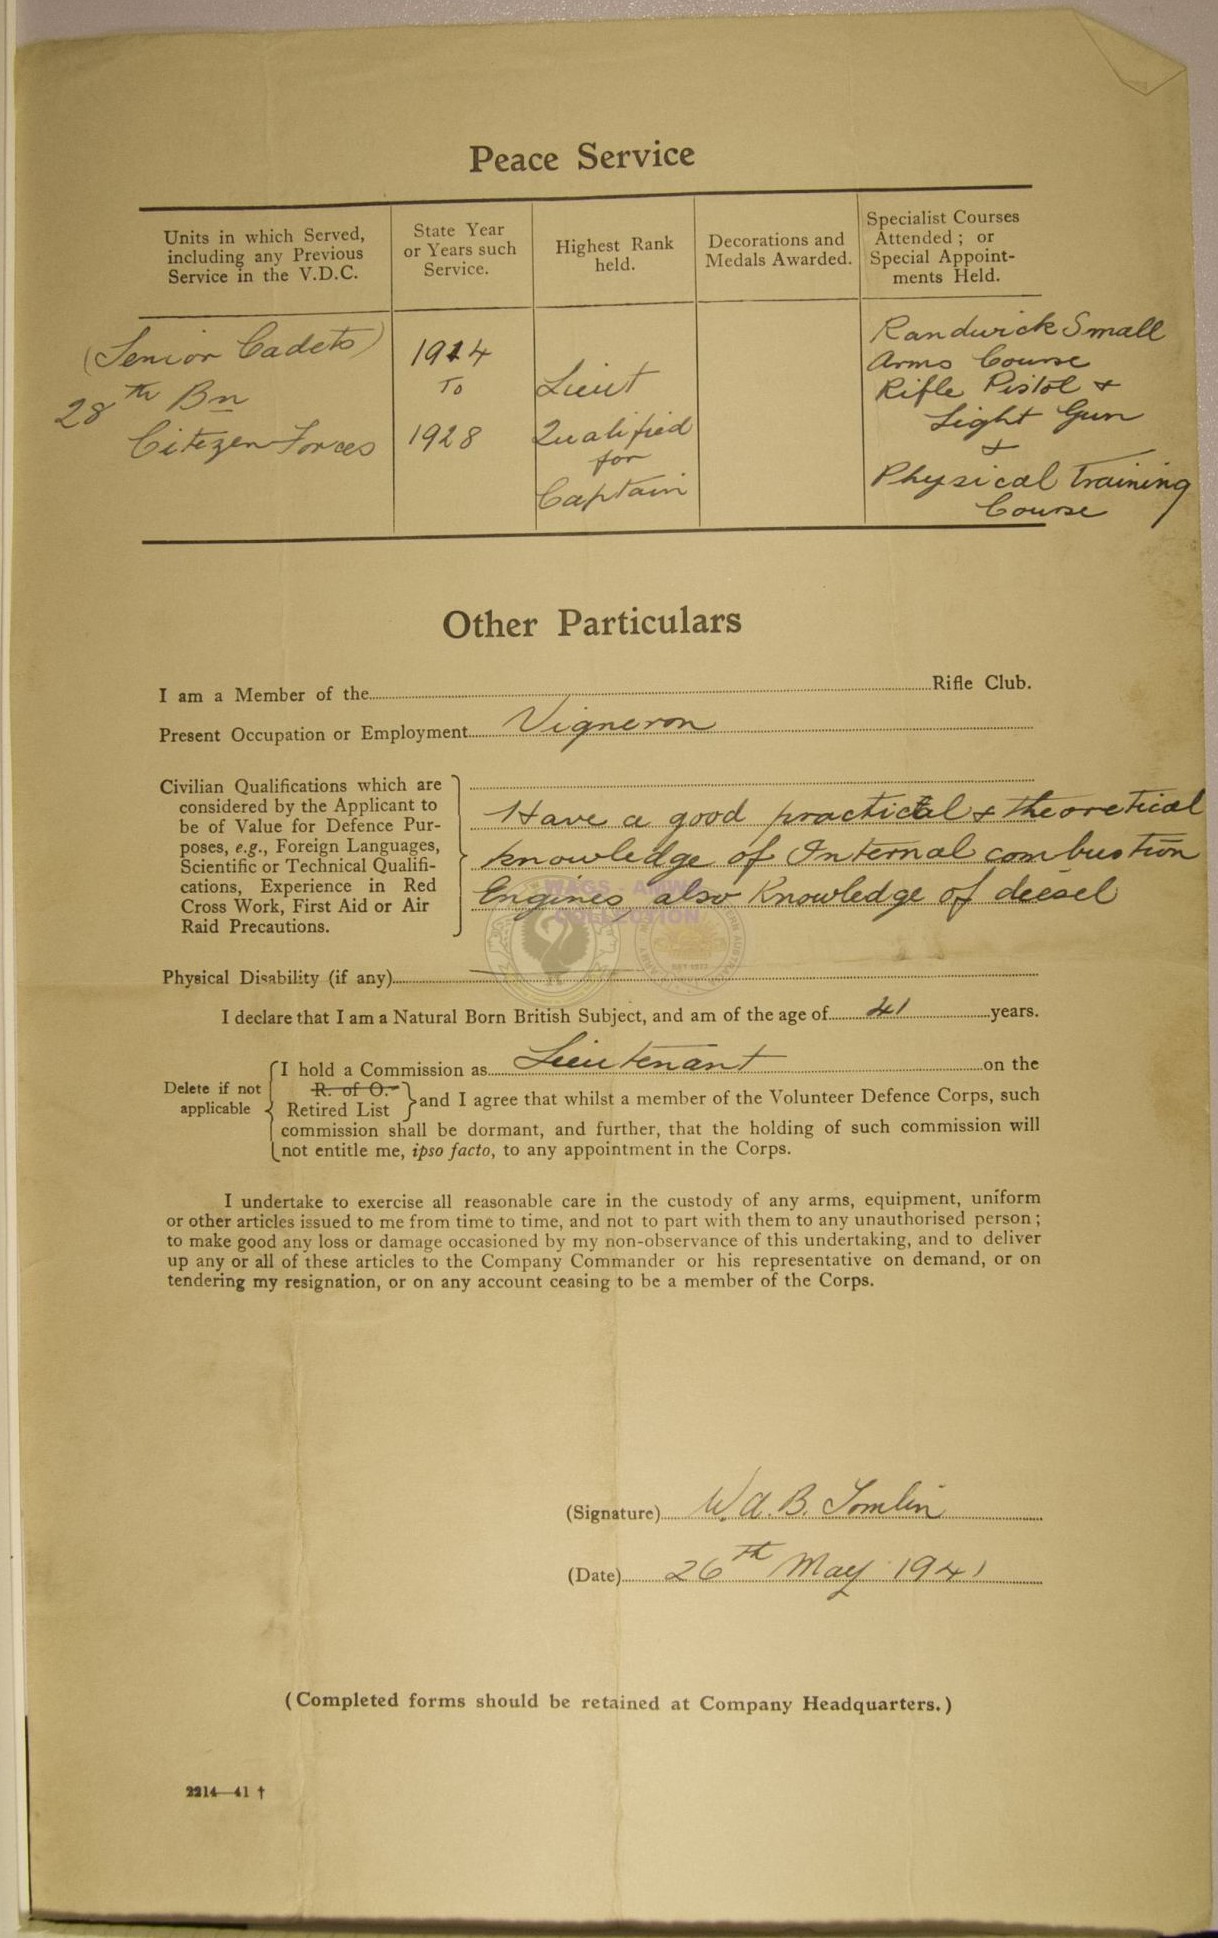 Peace Service
Units in which Served, including any Previous Service in the V.D.C.
State Year or Years such Service.
Highest Rank held.
Decorations and Medals Awarded.
Specialist Courses Attended; or Special Appoint-ments Held.
(Senior Cadets)
28th Bn
Citizen Forces
1914
To
1928
Lieut
Qualified
for
Captain
Randwick Small
Arms Course
Rifle Pistol &
Light Gun
&
Physical Training
Course
Other Particulars
I am a Member of the Rifle Club.
Present Occupation or Employment Vigneron
Civilian Qualifications which are
considered by the Applicant to
be of Value for Defence Pur-
poses, e.g., Foreign Languages,
Scientific or Technical Qualifi-
cations, Experience in Red
Cross Work, First Aid or Air
Raid Precautions.
Have a good practical & theoretical
knowledge of Internal combustion
Engines also knowledge of deisel
WAGS - AMWA
COLLECTION
Physical Disability (if any) —
I declare that I am a Natural Born British Subject, and am of the age of 41 years.
Delete if not
applicable
I hold a Commission as Lieutenant on the
R. of O.
Retired List
and I agree that whilst a member of the Volunteer Defence Corps, such
commission shall be dormant, and further, that the holding of such commission will
not entitle me, ipso facto, to any appointment in the Corps.
I undertake to exercise all reasonable care in the custody of any arms, equipment, uniform
or other articles issued to me from time to time, and not to part with them to any unauthorised person;
to make good any loss or damage occasioned by my non-observance of this undertaking, and to deliver
up any or all of these articles to the Company Commander or his representative on demand, or on
tendering my resignation, or on any account ceasing to be a member of the Corps.
(Signature) W. A. B. Tomlin
(Date) 26th May 1941
(Completed forms should be retained at Company Headquarters.)
2214—41 †